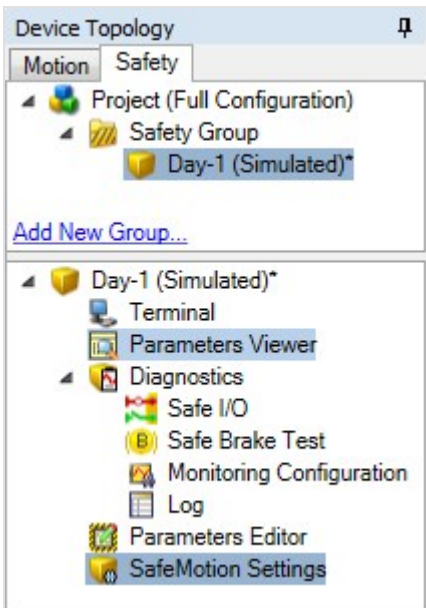 Device Topology
Motion Safety
Project (Full Configuration)
Safety Group
Day-1 (Simulated)*
Add New Group...
Day-1 (Simulated)*
Terminal
Parameters Viewer
Diagnostics
Safe I/O
B Safe Brake Test
Monitoring Configuration
Log
Parameters Editor
SafeMotion Settings